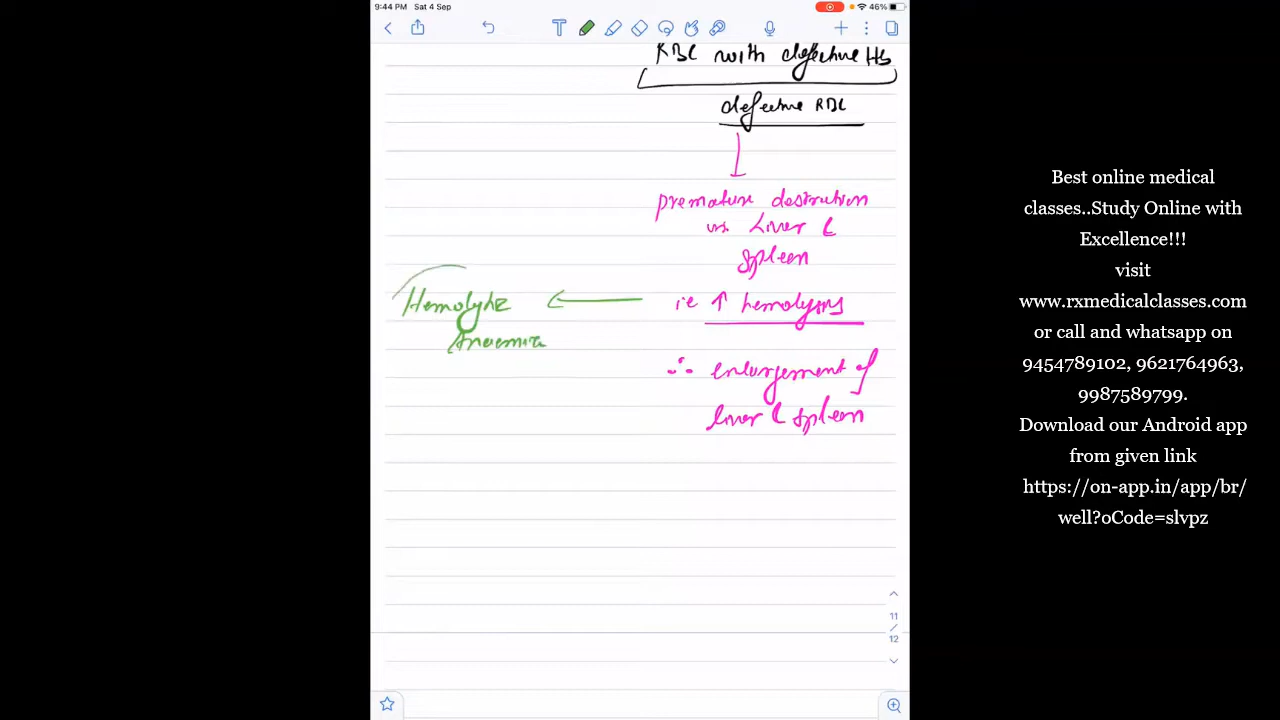 9:44 PM Sat 4 Sep
46%
RBC with defective Hb
defective RBC
premature destruction
in Liver &
spleen
i.e ↑ hemolysis
Hemolytic
Anaemia
∴ enlargement of
liver & spleen
11
/
12
Best online medical
classes..Study Online with
Excellence!!!
visit
www.rxmedicalclasses.com
or call and whatsapp on
9454789102, 9621764963,
9987589799.
Download our Android app
from given link
https://on-app.in/app/br/
well?oCode=slvpz